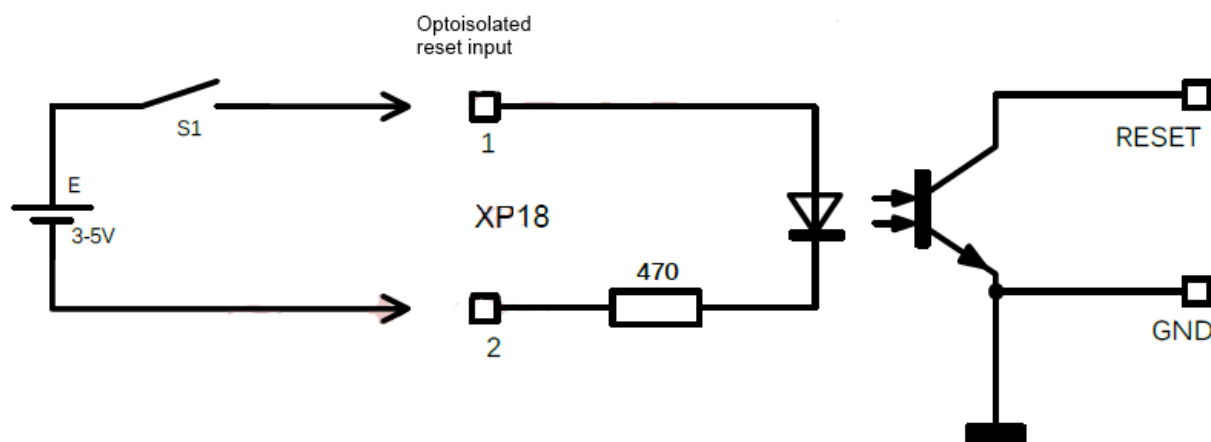 Optoisolated
reset input
S1
E
3-5V
1
XP18
2
470
RESET
GND